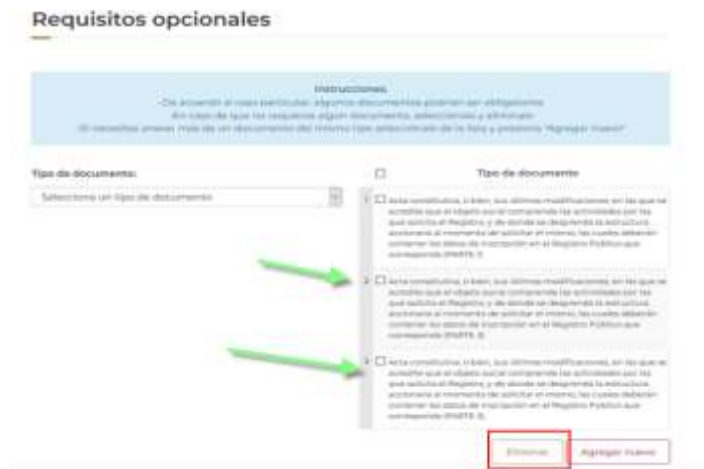 Requisitos opcionales
Instrucciones.
-De acuerdo al caso particular, algunos documentos podrían ser obligatorios
-En caso de que no requieras algún documento, selecciónalo y elimínalo
-Si necesitas anexar más de un documento del mismo tipo selecciónalo de la lista y presiona "Agregar nuevo"
Tipo de documento:
Tipo de documento
Selecciona un tipo de documento
1 Acta constitutiva, o bien, sus últimas modificaciones, en las que se
acredite que el objeto social comprende las actividades por las
que solicita el Registro, y de donde se desprenda la estructura
accionaria al momento de solicitar el mismo, las cuales deberán
contener los datos de inscripción en el Registro Público que
corresponda (PARTE
2 Acta constitutiva, o bien, sus últimas modificaciones, en las que se
acredite que el objeto social comprende las actividades por las
que solicita el Registro, y de donde se desprenda la estructura
accionaria al momento de solicitar el mismo, las cuales deberán
contener los datos de inscripción en el Registro Público que
corresponda (PARTE
3 Acta constitutiva, o bien, sus últimas modificaciones, en las que se
acredite que el objeto social comprende las actividades por las
que solicita el Registro, y de donde se desprenda la estructura
accionaria al momento de solicitar el mismo, las cuales deberán
contener los datos de inscripción en el Registro Público que
corresponda (PARTE
Eliminar
Agregar nuevo